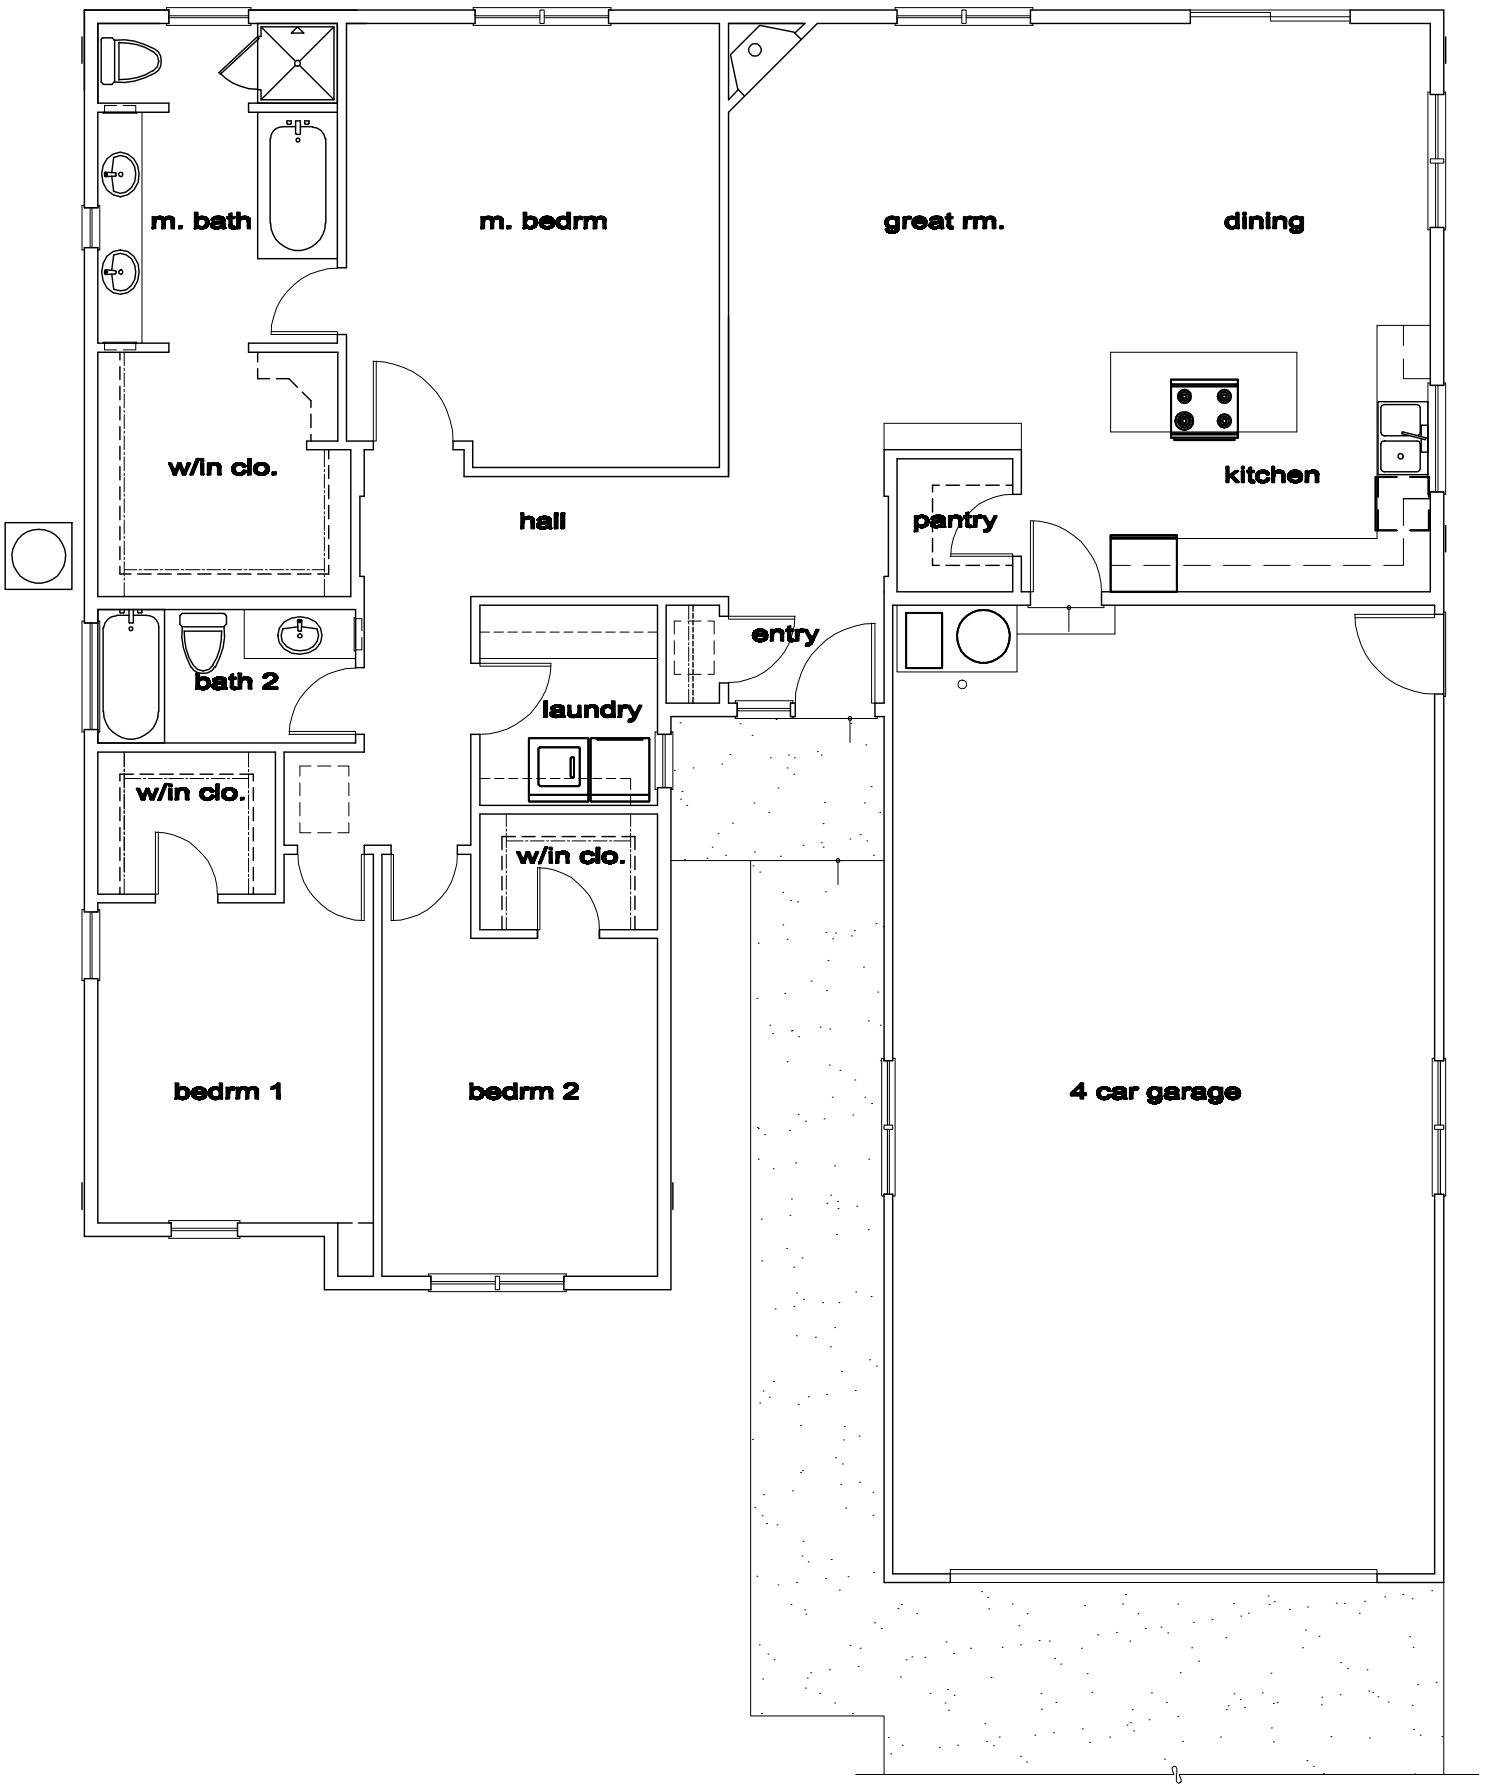 m. bath
m. bedrm
great rm.
dining
w/in clo.
kitchen
hall
pantry
entry
bath 2
laundry
w/in clo.
w/in clo.
bedrm 1
bedrm 2
4 car garage